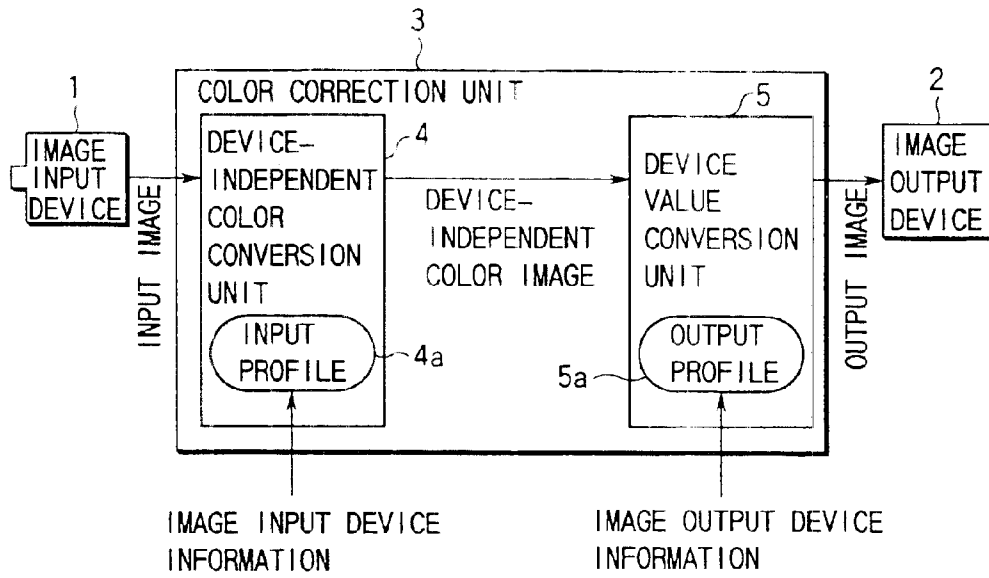 3
1
COLOR CORRECTION UNIT
5
2
IMAGE
INPUT
DEVICE
INPUT IMAGE
DEVICE-
INDEPENDENT
COLOR
CONVERSION
UNIT
4
INPUT
PROFILE
4a
DEVICE-
INDEPENDENT
COLOR IMAGE
DEVICE
VALUE
CONVERSION
UNIT
OUTPUT
PROFILE
5a
OUTPUT IMAGE
IMAGE
OUTPUT
DEVICE
IMAGE INPUT DEVICE
INFORMATION
IMAGE OUTPUT DEVICE
INFORMATION